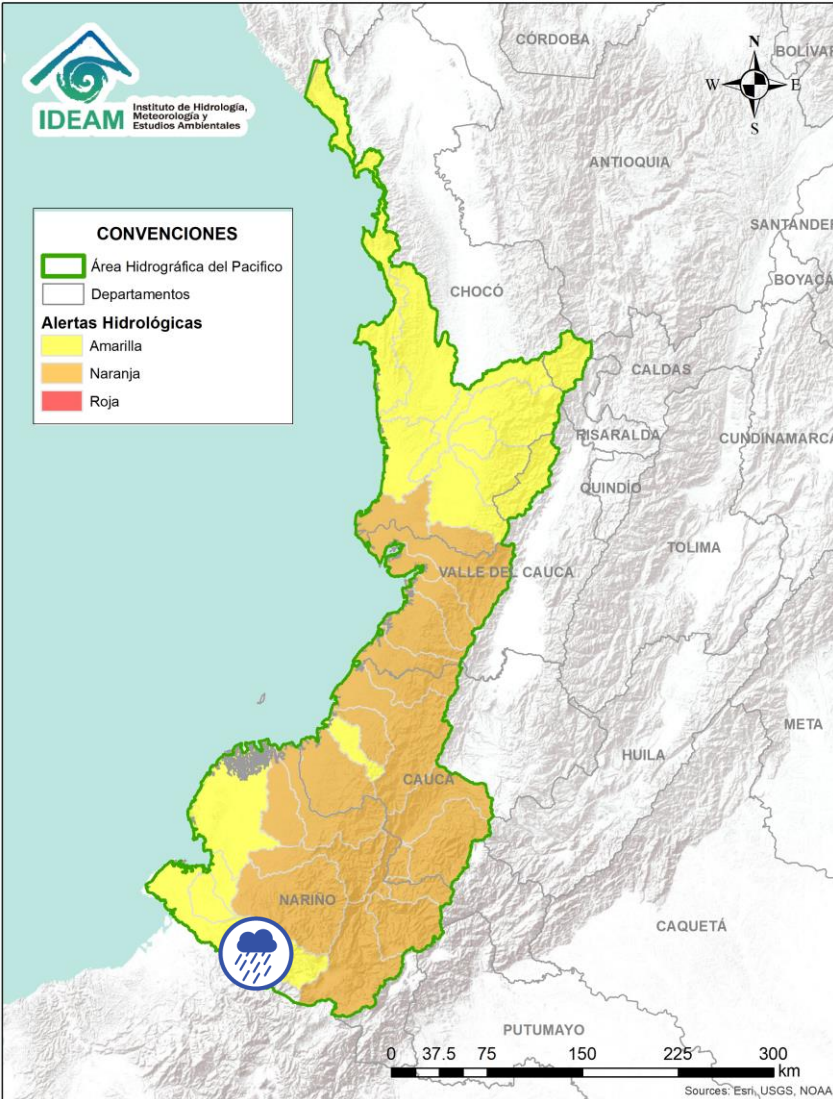 IDEAM
Instituto de Hidrología,
Meteorología y
Estudios Ambientales
CÓRDOBA
BOLÍVAR
N
W
E
S
ANTIOQUIA
SANTANDER
BOYACÁ
CONVENCIONES
Área Hidrográfica del Pacifico
Departamentos
Alertas Hidrológicas
Amarilla
Naranja
Roja
CHOCÓ
CALDAS
RISARALDA
CUNDINAMARCA
QUINDÍO
TOLIMA
VALLE DEL CAUCA
META
HUILA
CAUCA
NARIÑO
CAQUETÁ
PUTUMAYO
0 37.5 75 150 225 300
km
Sources: Esri, USGS, NOAA